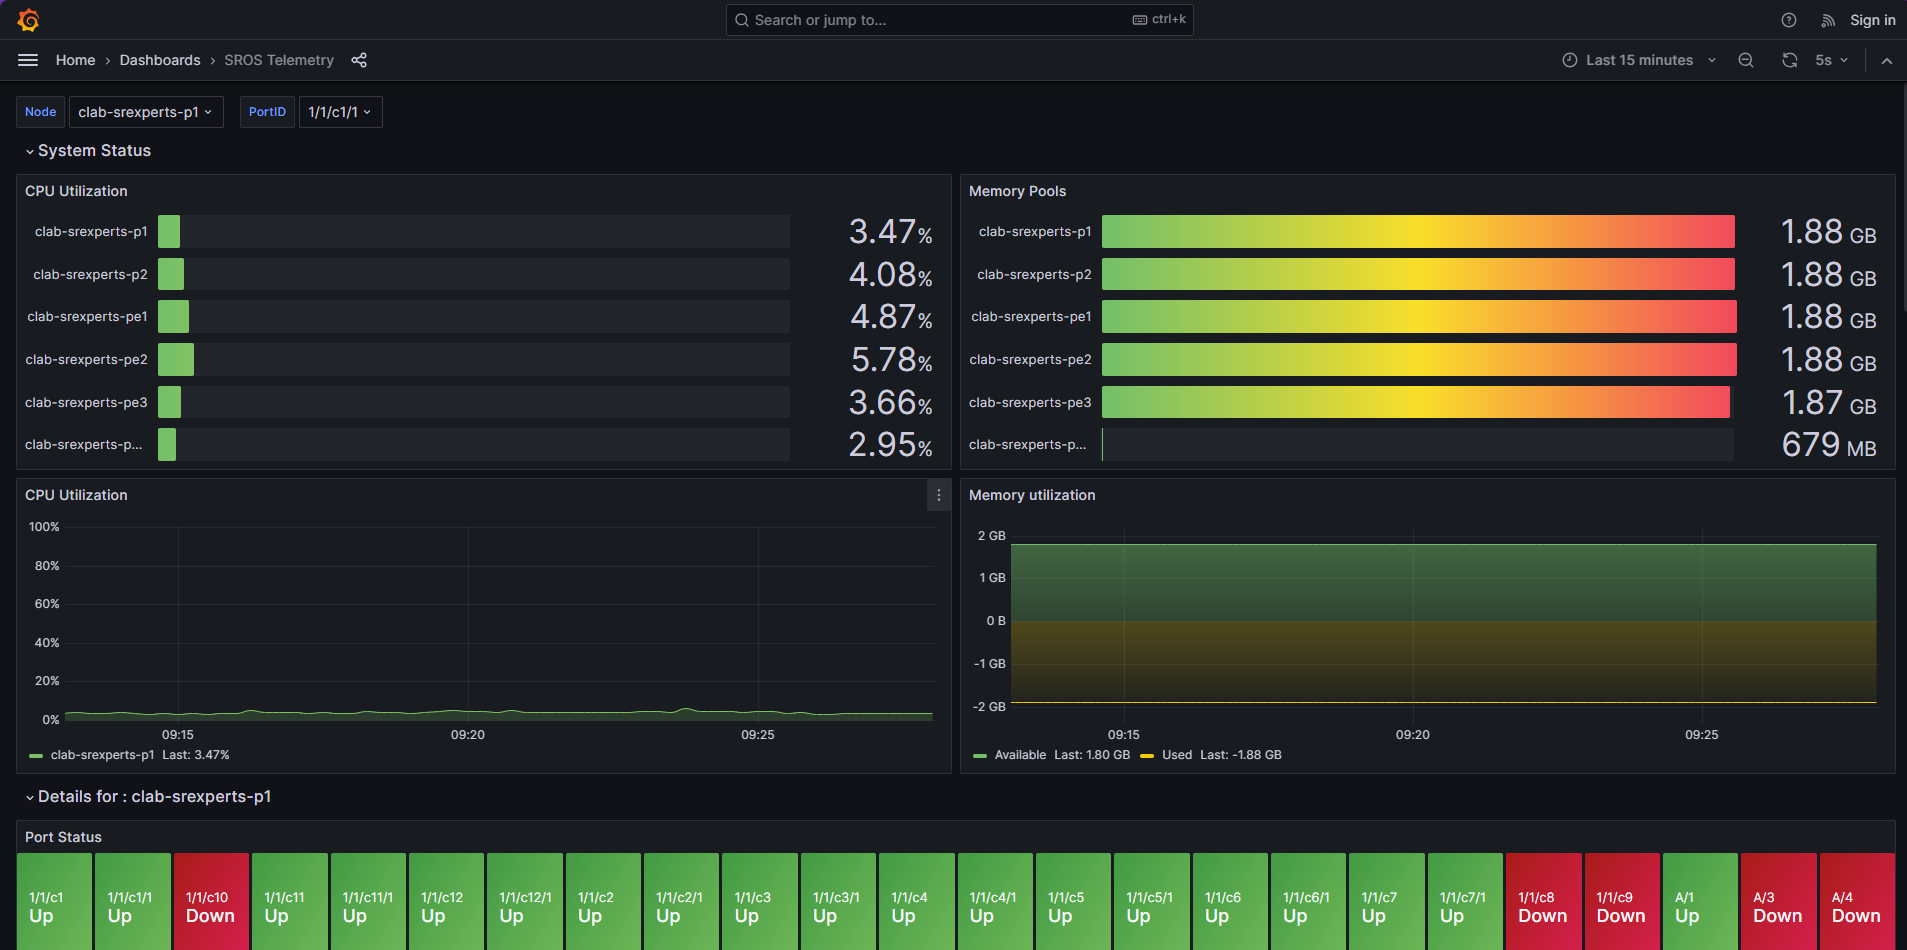 Search or jump to...
ctrl+k
Sign in
Home › Dashboards › SROS Telemetry
Last 15 minutes
5s
Node clab-srexperts-p1
PortID 1/1/c1/1
System Status
CPU Utilization
clab-srexperts-p1 3.47%
clab-srexperts-p2 4.08%
clab-srexperts-pe1 4.87%
clab-srexperts-pe2 5.78%
clab-srexperts-pe3 3.66%
clab-srexperts-p... 2.95%
Memory Pools
clab-srexperts-p1 1.88 GB
clab-srexperts-p2 1.88 GB
clab-srexperts-pe1 1.88 GB
clab-srexperts-pe2 1.88 GB
clab-srexperts-pe3 1.87 GB
clab-srexperts-p... 679 MB
CPU Utilization
100%
80%
60%
40%
20%
0%
09:15 09:20 09:25
clab-srexperts-p1 Last: 3.47%
Memory utilization
2 GB
1 GB
0 B
-1 GB
-2 GB
09:15 09:20 09:25
Available Last: 1.80 GB Used Last: -1.88 GB
Details for : clab-srexperts-p1
Port Status
1/1/c1
Up
1/1/c1/1
Up
1/1/c10
Down
1/1/c11
Up
1/1/c11/1
Up
1/1/c12
Up
1/1/c12/1
Up
1/1/c2
Up
1/1/c2/1
Up
1/1/c3
Up
1/1/c3/1
Up
1/1/c4
Up
1/1/c4/1
Up
1/1/c5
Up
1/1/c5/1
Up
1/1/c6
Up
1/1/c6/1
Up
1/1/c7
Up
1/1/c7/1
Up
1/1/c8
Down
1/1/c9
Down
A/1
Up
A/3
Down
A/4
Down